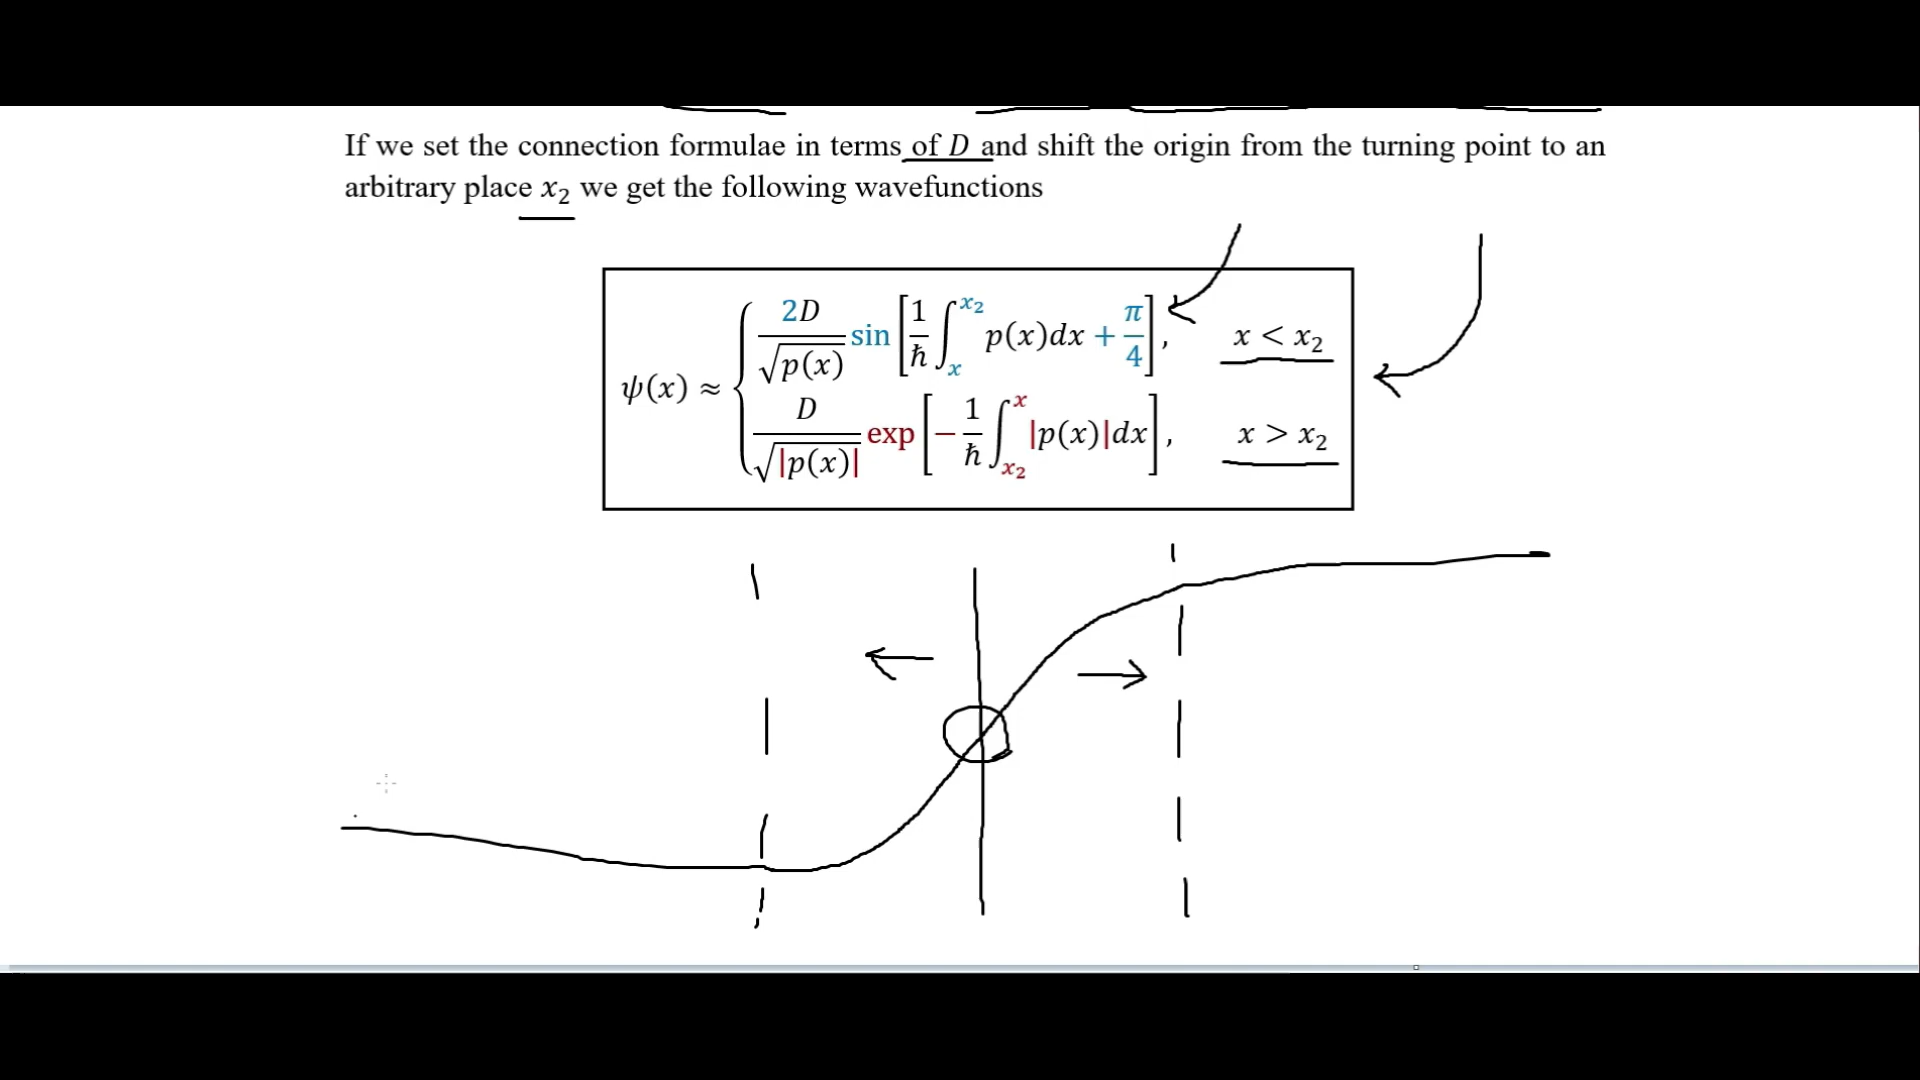 If we set the connection formulae in terms of D and shift the origin from the turning point to an
arbitrary place x₂ we get the following wavefunctions
ψ(x) ≈ { 2D/√p(x) sin[1/ħ ∫ₓ^x₂ p(x)dx + π/4], x < x₂
D/√|p(x)| exp[−1/ħ ∫ₓ₂^x |p(x)|dx], x > x₂